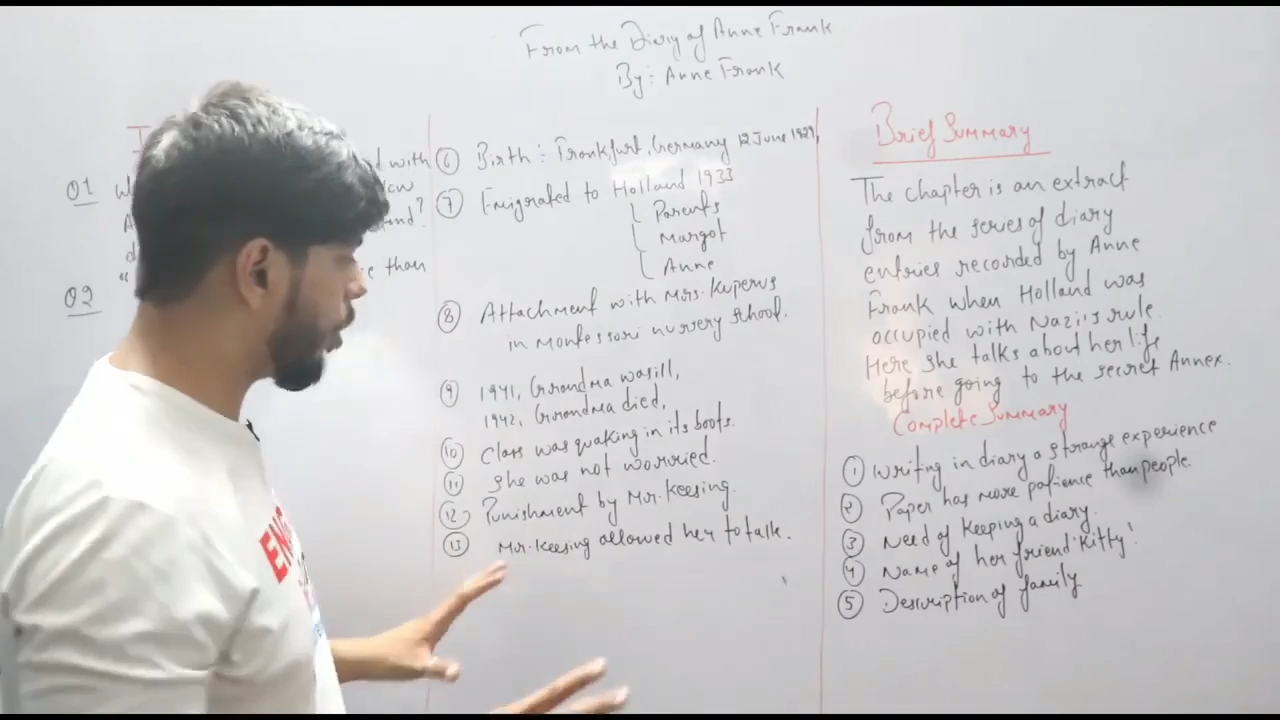 From the Diary of Anne Frank
By: Anne Frank
Q1
with
than
Q2
6 Birth: Frankfurt, Germany 12 June 1929,
7 Emigrated to Holland 1933
Parents
Margot
Anne
8 Attachment with Mrs. Kuperus
in Montessori nursery school.
9 1941, Grandma was ill,
1942, Grandma died,
10 Class was quaking in its boots.
11 She was not worried.
12 Punishment by Mr. Keesing.
13 Mr. Keesing allowed her to talk.
Brief Summary
The chapter is an extract
from the series of diary
entries recorded by Anne
Frank when Holland was
occupied with Nazi's rule.
Here she talks about her life
before going to the secret Annex.
Complete Summary
1 Writing in diary a strange experience
2 Paper has more patience than people.
3 Need of keeping a diary.
4 Name of her friend 'Kitty'
5 Description of family